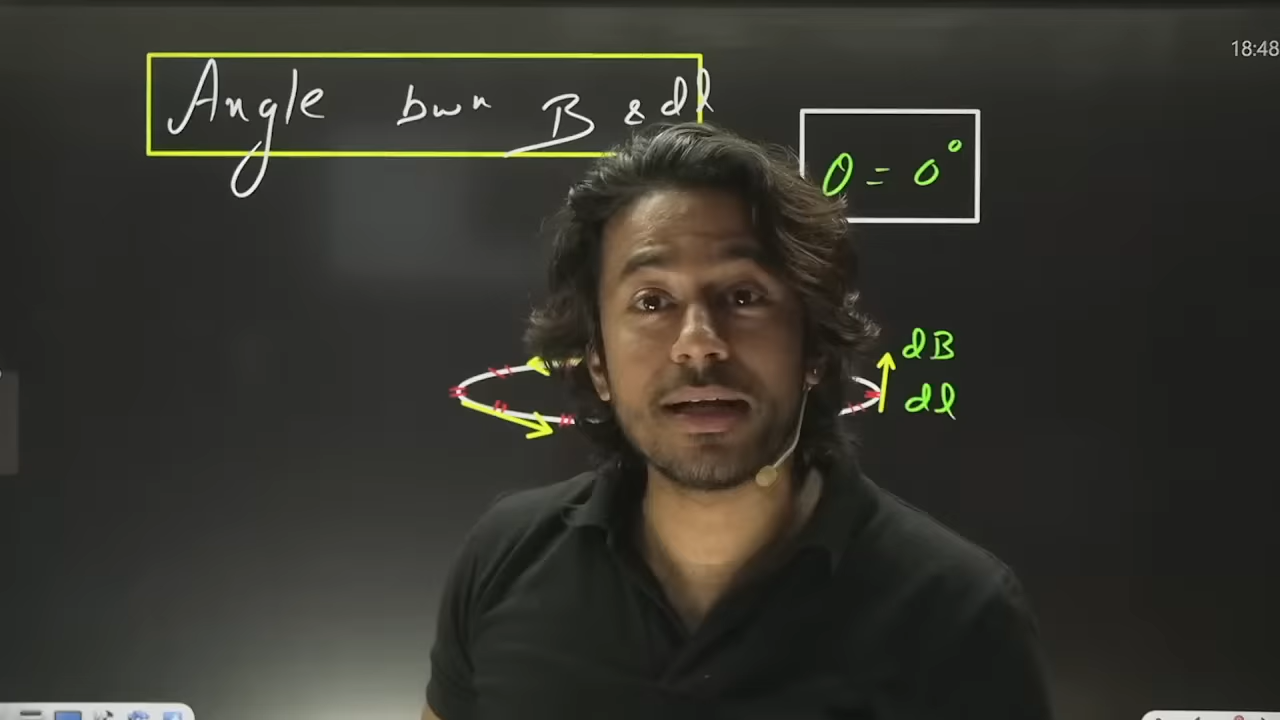 18:48
Angle bwn B & dl
θ = 0°
dB
dl